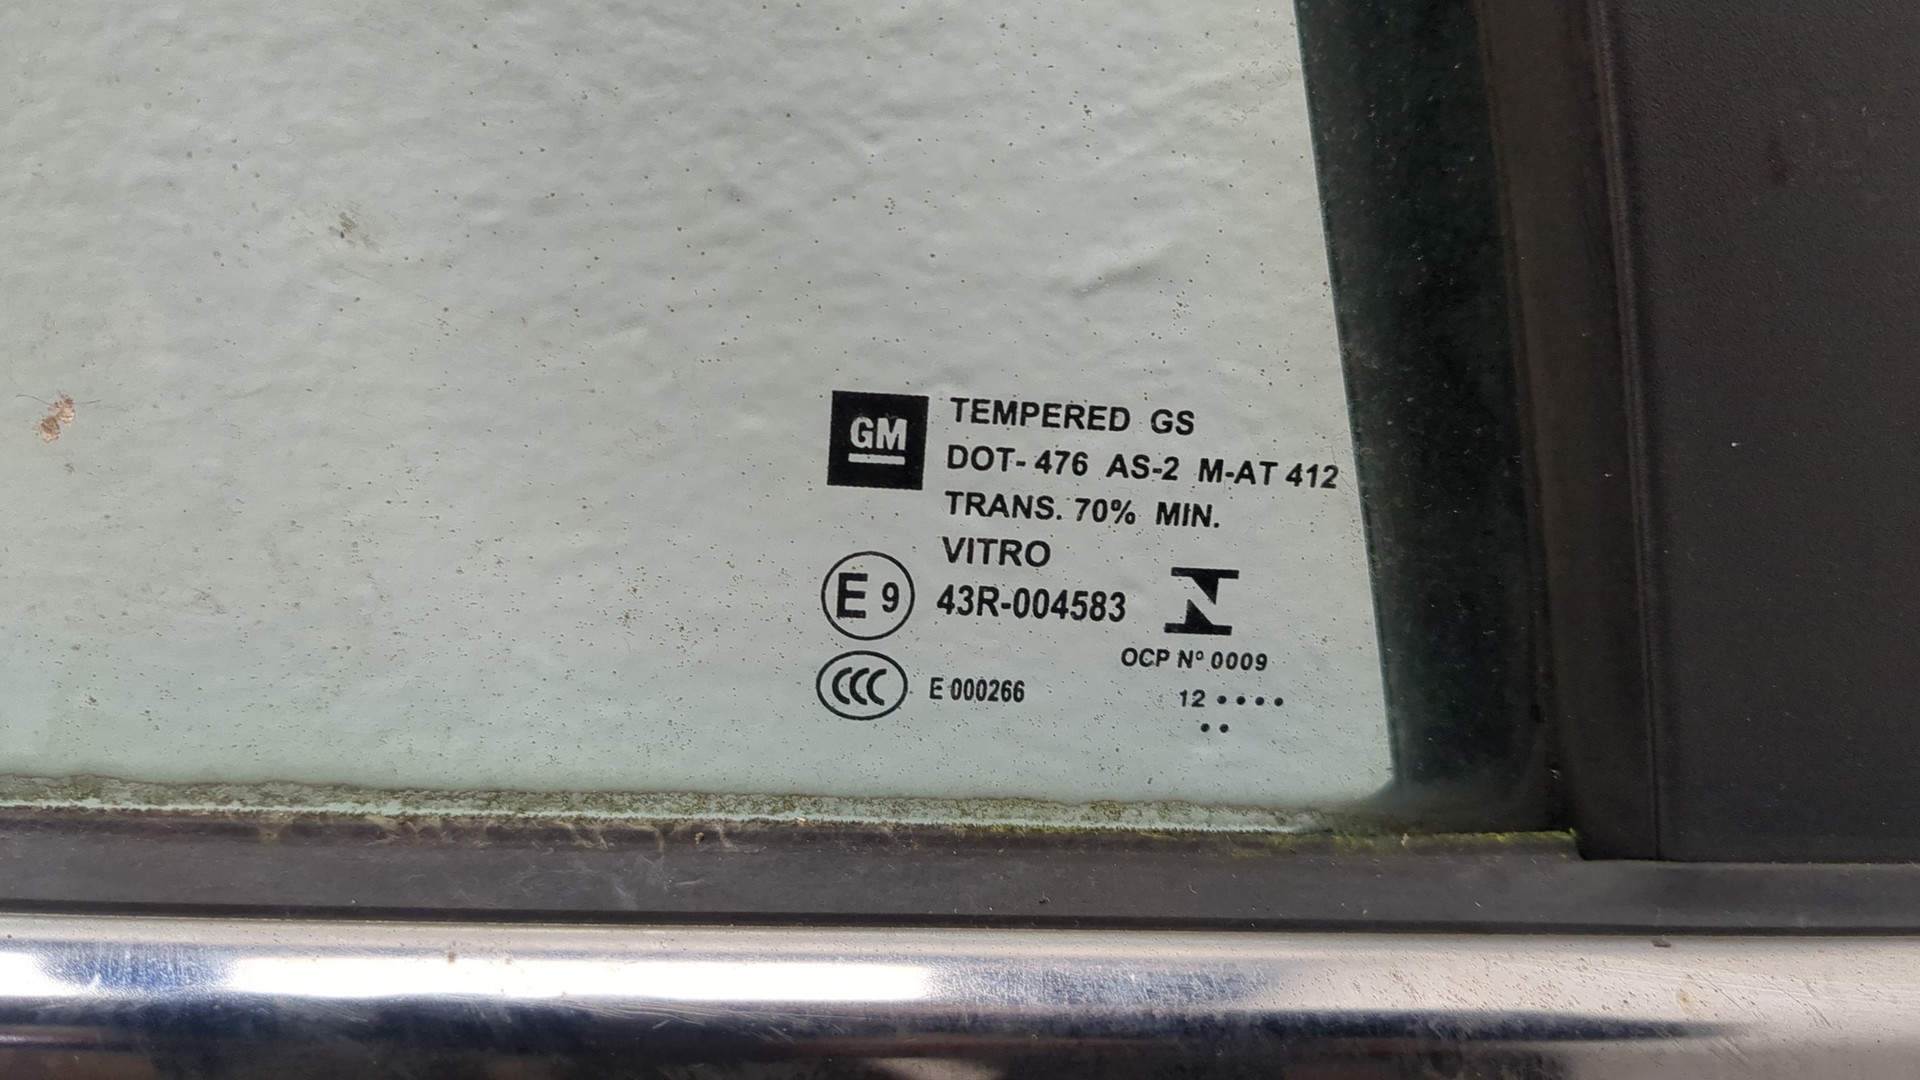 GM
TEMPERED GS
DOT- 476 AS-2 M-AT 412
TRANS. 70% MIN.
VITRO
E 9 43R-004583
OCP Nº 0009
CCC E 000266
12 • • • •
• •